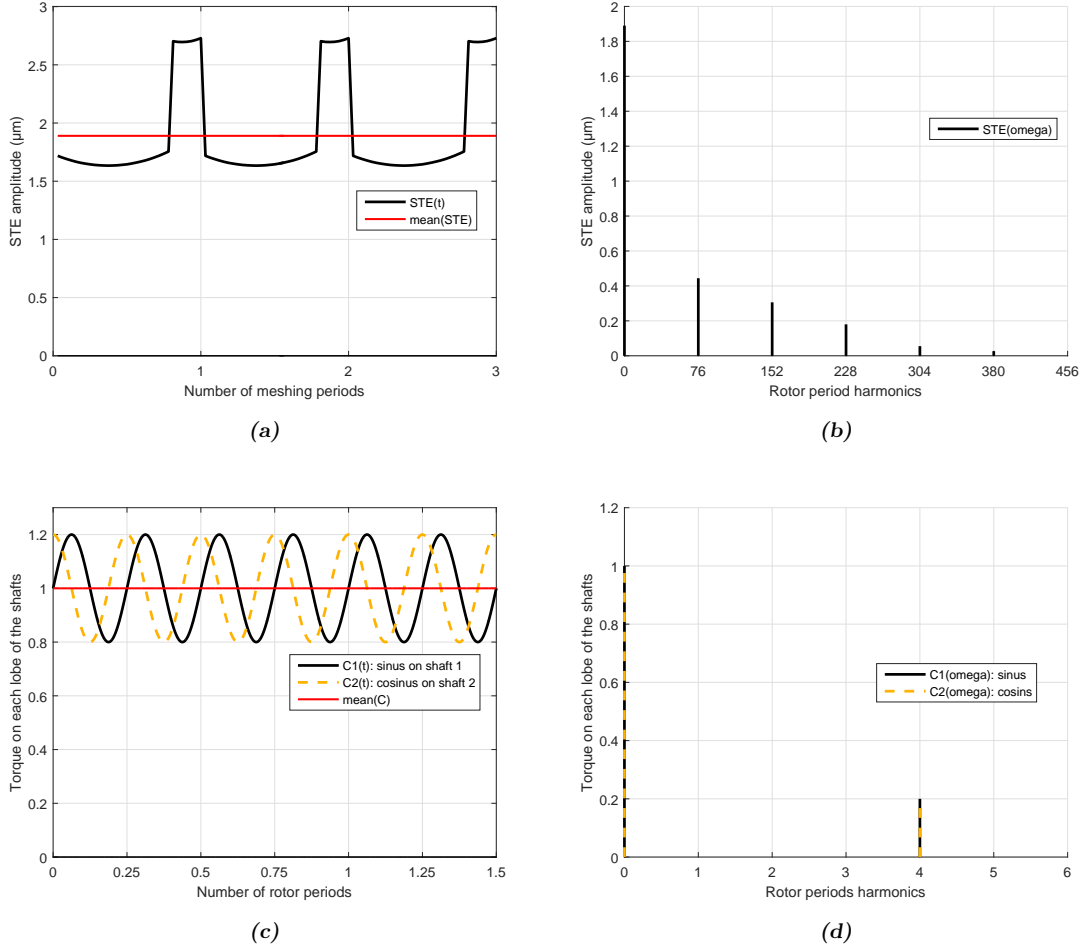 3
2.5
2
1.5
1
0.5
0
STE amplitude (µm)
STE(t)
mean(STE)
0 1 2 3
Number of meshing periods
(a)
2
1.8
1.6
1.4
1.2
1
0.8
0.6
0.4
0.2
0
STE amplitude (µm)
STE(omega)
0 76 152 228 304 380 456
Rotor period harmonics
(b)
1.2
1
0.8
0.6
0.4
0.2
0
Torque on each lobe of the shafts
C1(t): sinus on shaft 1
C2(t): cosinus on shaft 2
mean(C)
0 0.25 0.5 0.75 1 1.25 1.5
Number of rotor periods
(c)
1.2
1
0.8
0.6
0.4
0.2
0
Torque on each lobe of the shafts
C1(omega): sinus
C2(omega): cosins
0 1 2 3 4 5 6
Rotor periods harmonics
(d)